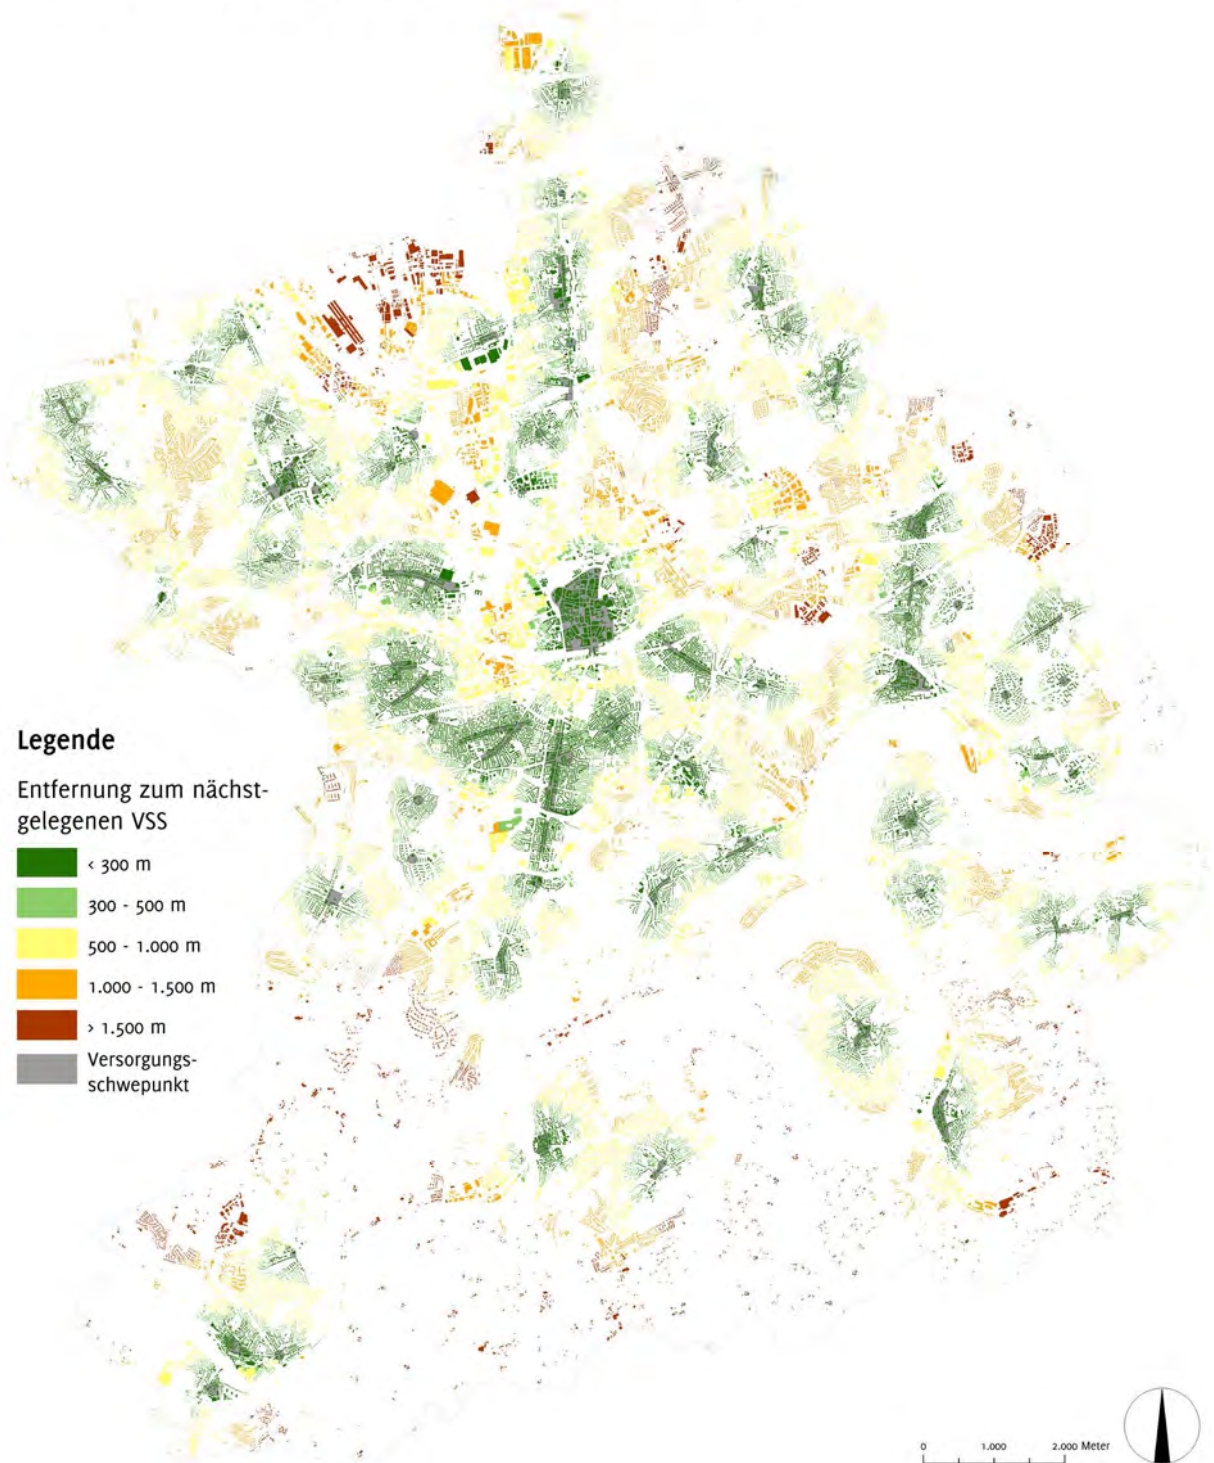 Legende
Entfernung zum nächst-
gelegenen VSS
< 300 m
300 - 500 m
500 - 1.000 m
1.000 - 1.500 m
> 1.500 m
Versorgungs-
schwepunkt
0 1.000 2.000 Meter